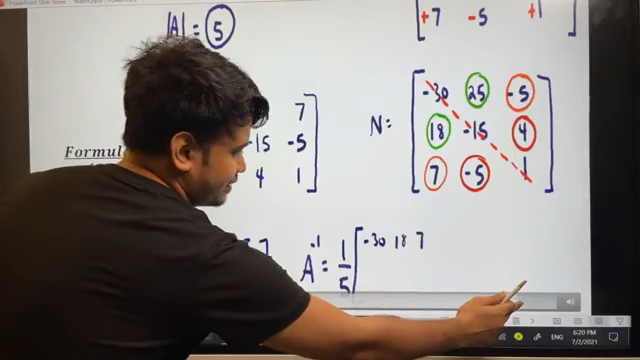 |A| = 5
+7 -5 +1
7
-15 -5
4 1
Formul
N:
-30 25 -5
18 -15 4
7 -5 1
7
A-1 = 1/5 [ -30 18 7
ENG
6:20 PM
7/2/2021